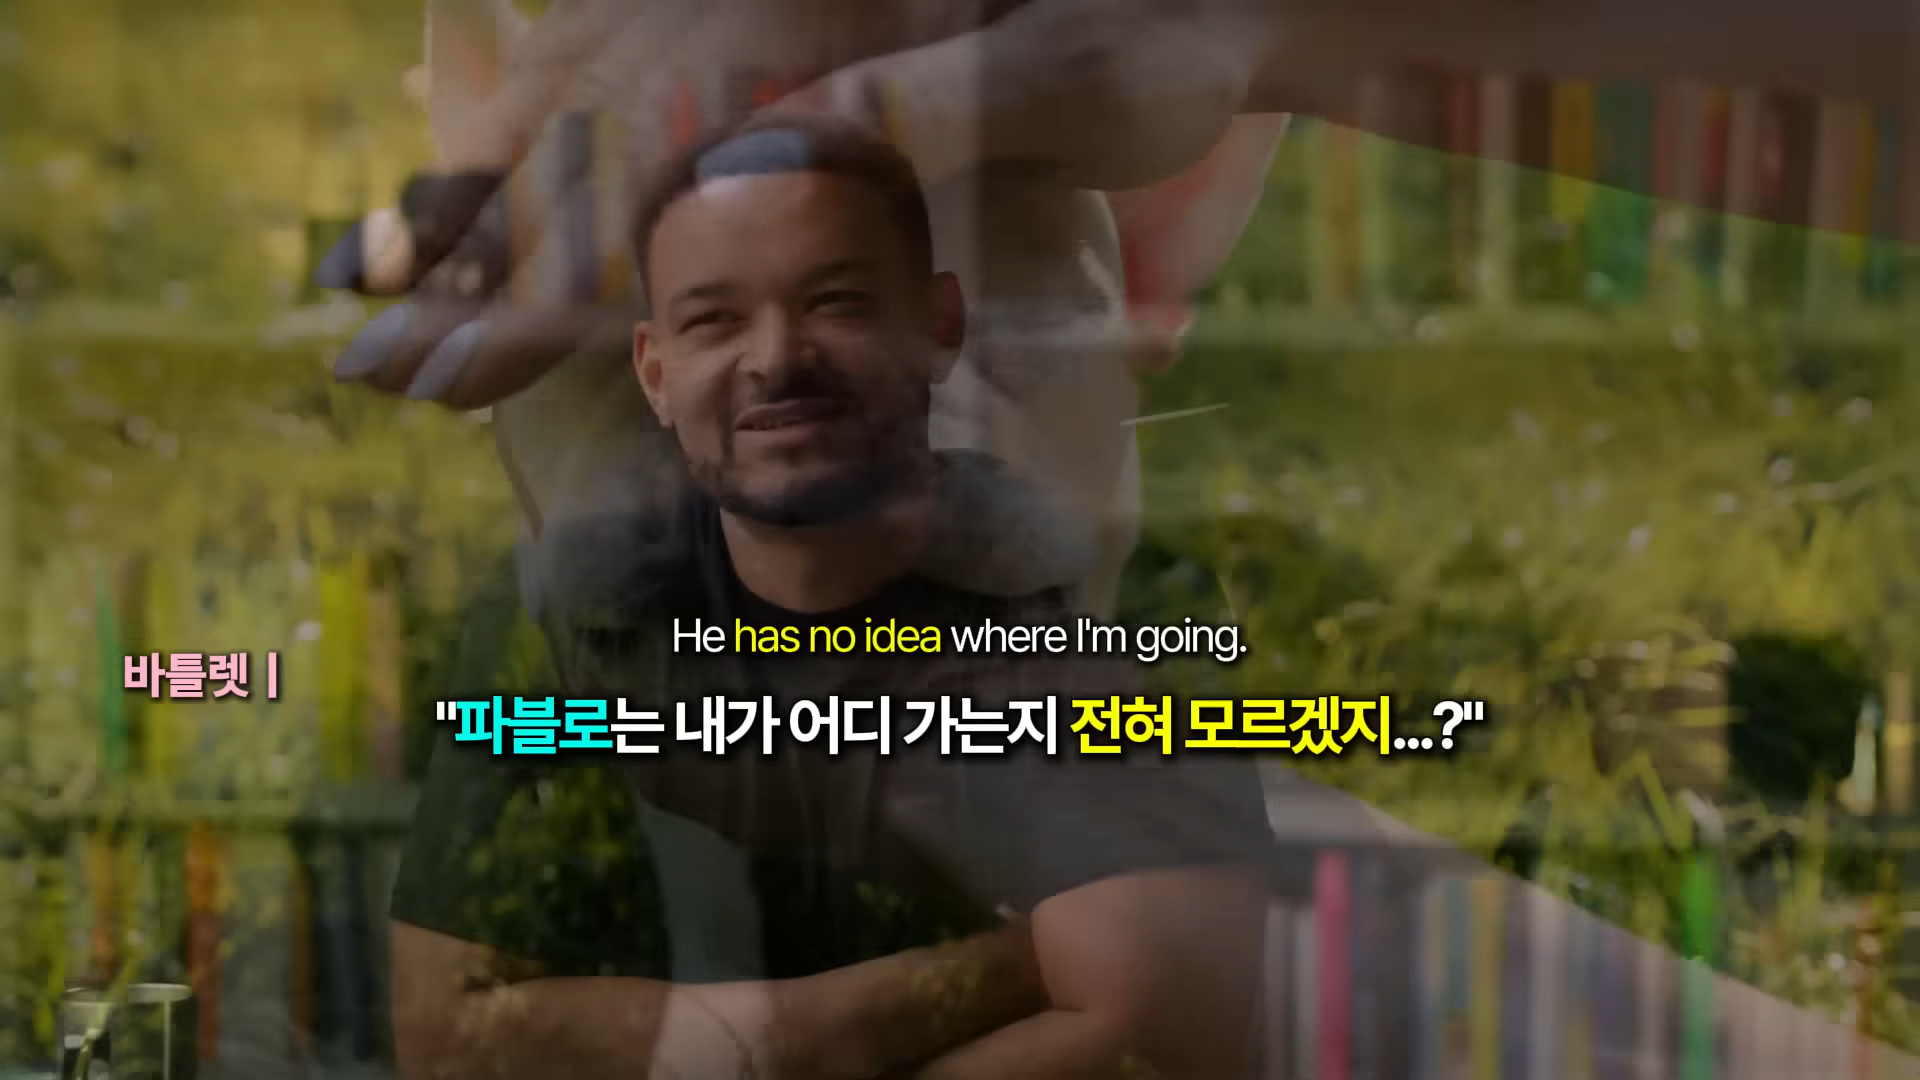 He has no idea where I'm going.
바틀렛 |
"파블로는 내가 어디 가는지 전혀 모르겠지...?"